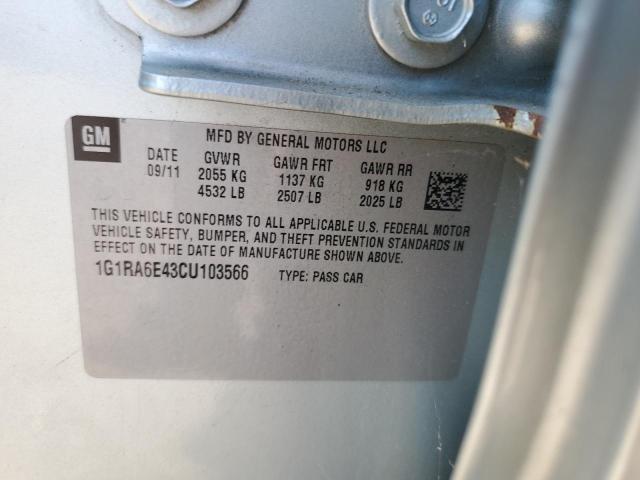 GM
MFD BY GENERAL MOTORS LLC
DATE GVWR GAWR FRT GAWR RR
09/11 2055 KG 1137 KG 918 KG
4532 LB 2507 LB 2025 LB
THIS VEHICLE CONFORMS TO ALL APPLICABLE U.S. FEDERAL MOTOR
VEHICLE SAFETY, BUMPER, AND THEFT PREVENTION STANDARDS
IN EFFECT ON THE DATE OF MANUFACTURE SHOWN ABOVE.
1G1RA6E43CU103566 TYPE: PASS CAR